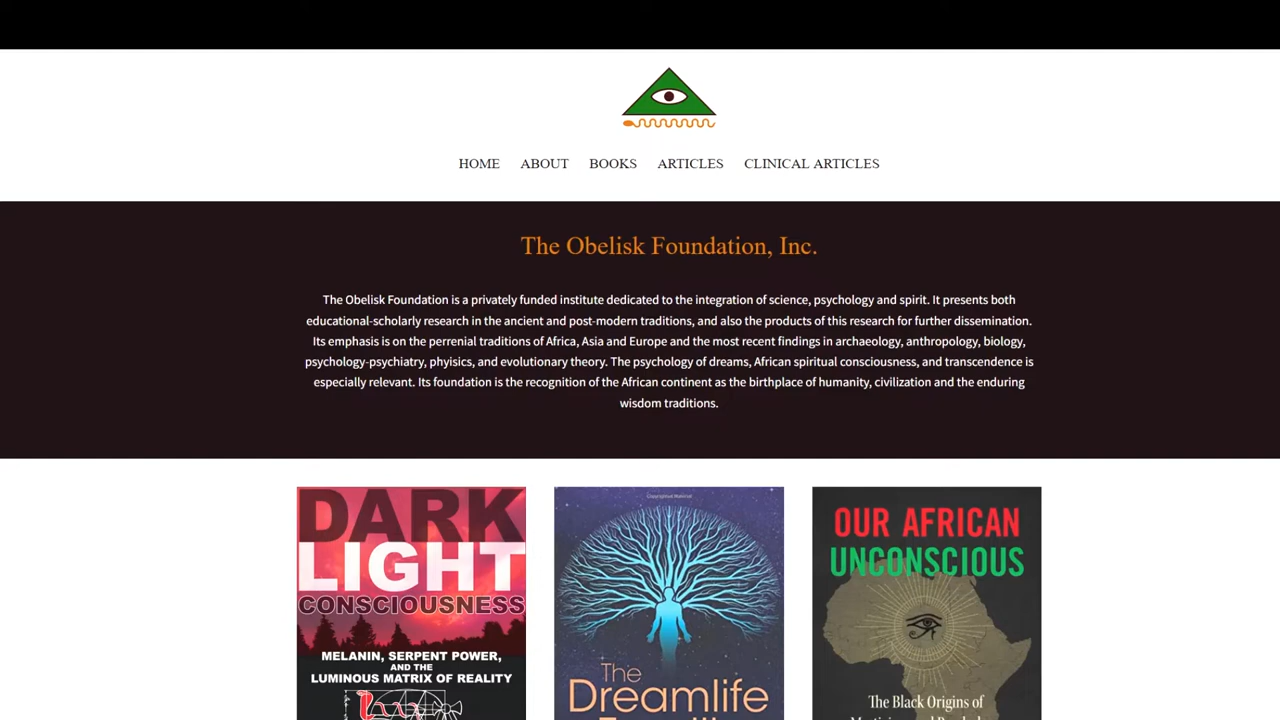 HOME ABOUT BOOKS ARTICLES CLINICAL ARTICLES
The Obelisk Foundation, Inc.
The Obelisk Foundation is a privately funded institute dedicated to the integration of science, psychology and spirit. It presents both
educational-scholarly research in the ancient and post-modern traditions, and also the products of this research for further dissemination.
Its emphasis is on the perrenial traditions of Africa, Asia and Europe and the most recent findings in archaeology, anthropology, biology,
psychology-psychiatry, phyisics, and evolutionary theory. The psychology of dreams, African spiritual consciousness, and transcendence is
especially relevant. Its foundation is the recognition of the African continent as the birthplace of humanity, civilization and the enduring
wisdom traditions.
DARK
LIGHT
CONSCIOUSNESS
MELANIN, SERPENT POWER,
AND THE
LUMINOUS MATRIX OF REALITY
Copyrighted Material
The
Dreamlife
OUR AFRICAN
UNCONSCIOUS
The Black Origins of